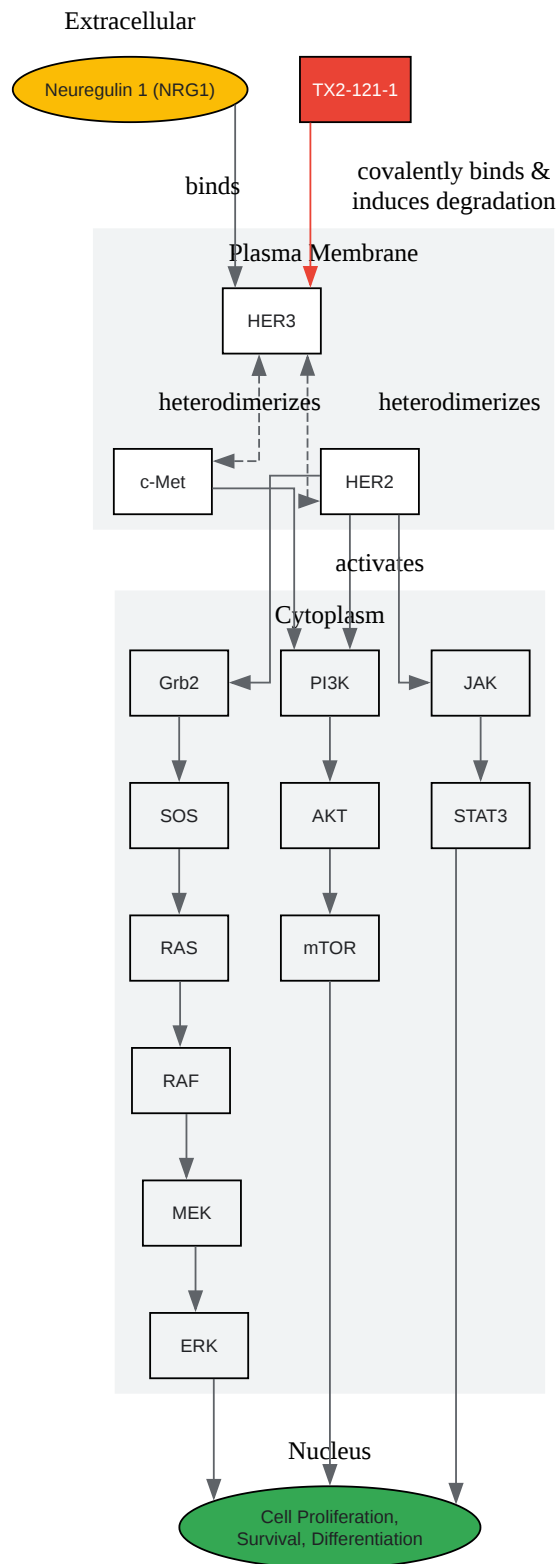 Extracellular
Neuregulin 1 (NRG1)
TX2-121-1
binds
covalently binds &
induces degradation
Plasma Membrane
HER3
heterodimerizes
heterodimerizes
c-Met
HER2
activates
Cytoplasm
Grb2
PI3K
JAK
SOS
AKT
STAT3
RAS
mTOR
RAF
MEK
ERK
Nucleus
Cell Proliferation,
Survival, Differentiation